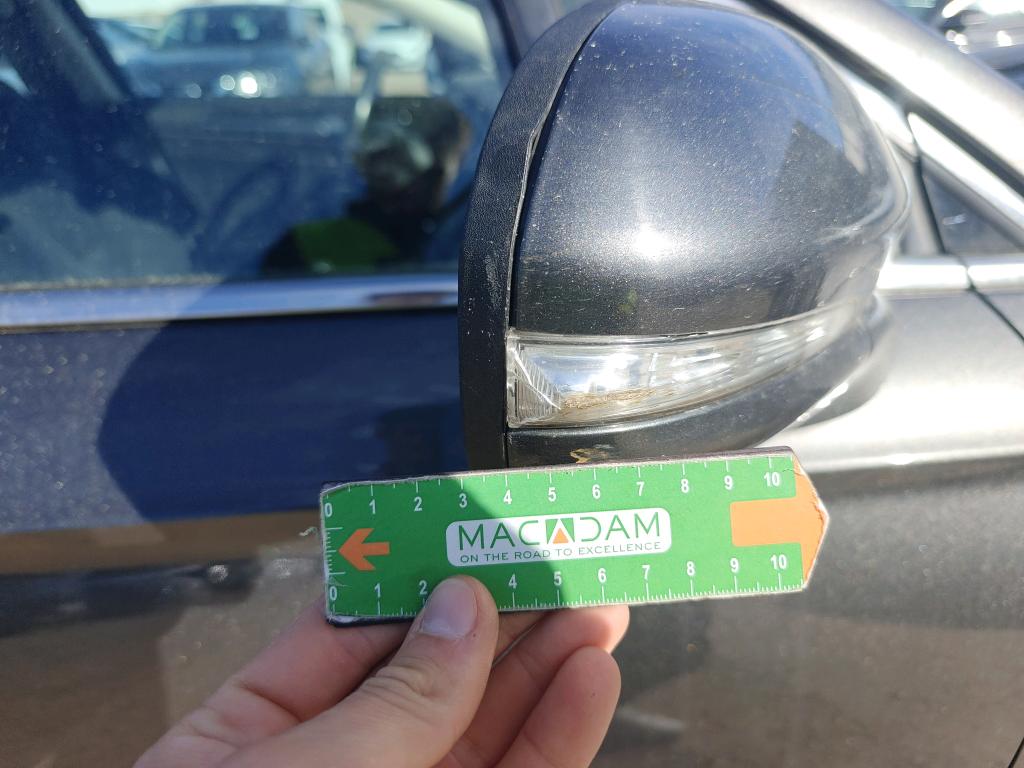 0 1 2 3 4 5 6 7 8 9 10
MACADAM
ON THE ROAD TO EXCELLENCE
0 1 2 4 5 6 7 8 9 10